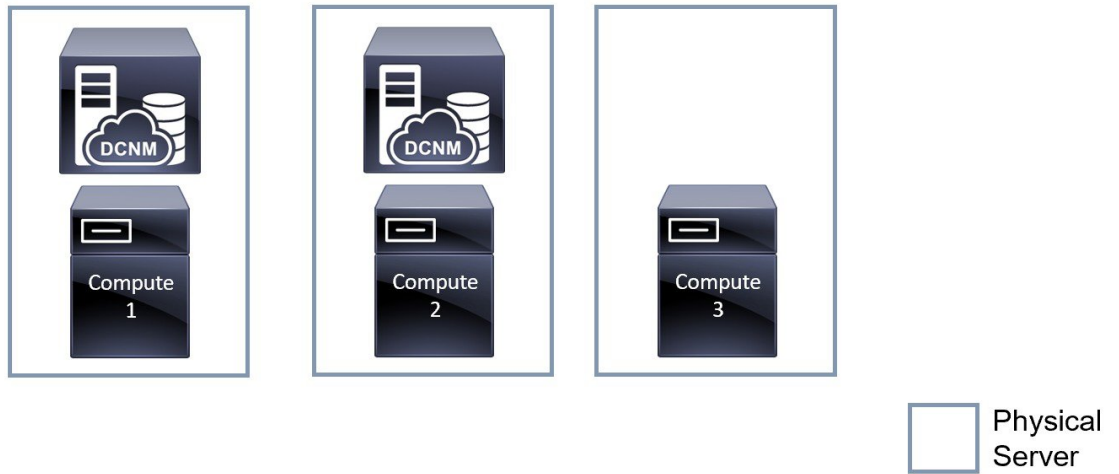 DCNM
DCNM
Compute
1
Compute
2
Compute
3
Physical
Server